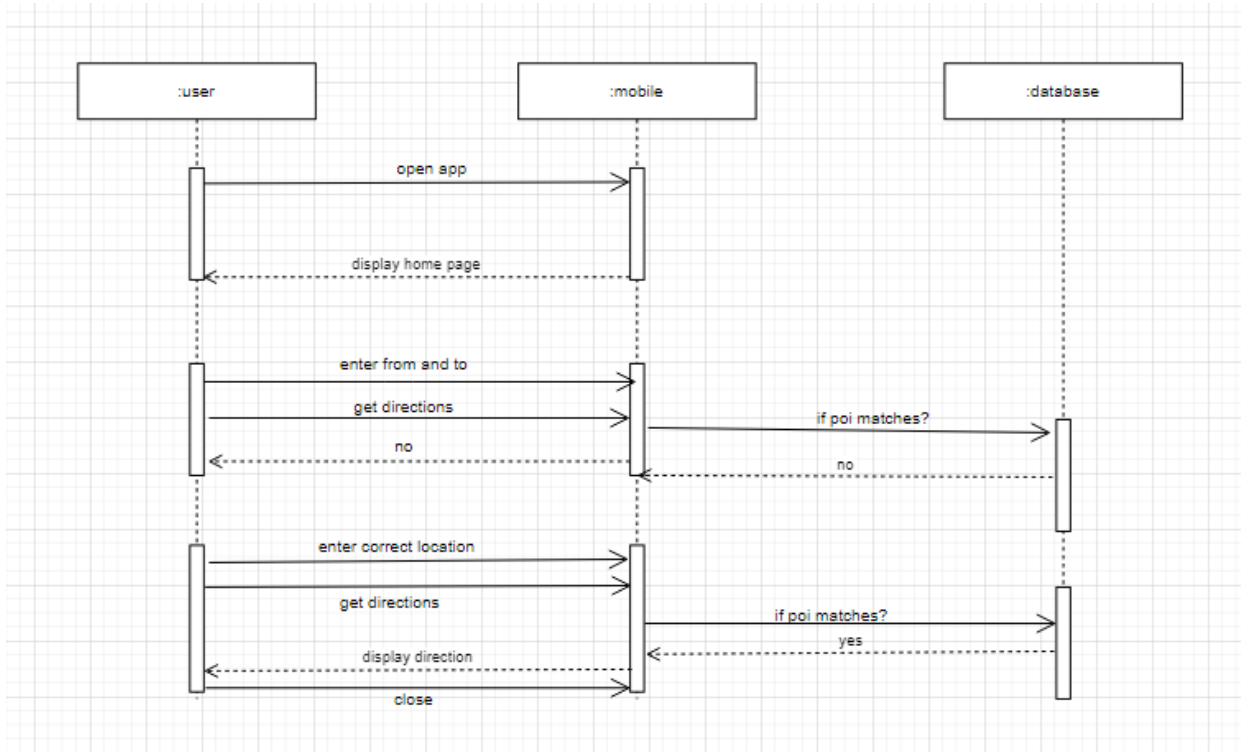 :user
:mobile
:database
open app
display home page
enter from and to
get directions
if poi matches?
no
no
enter correct location
get directions
if poi matches?
yes
display direction
close